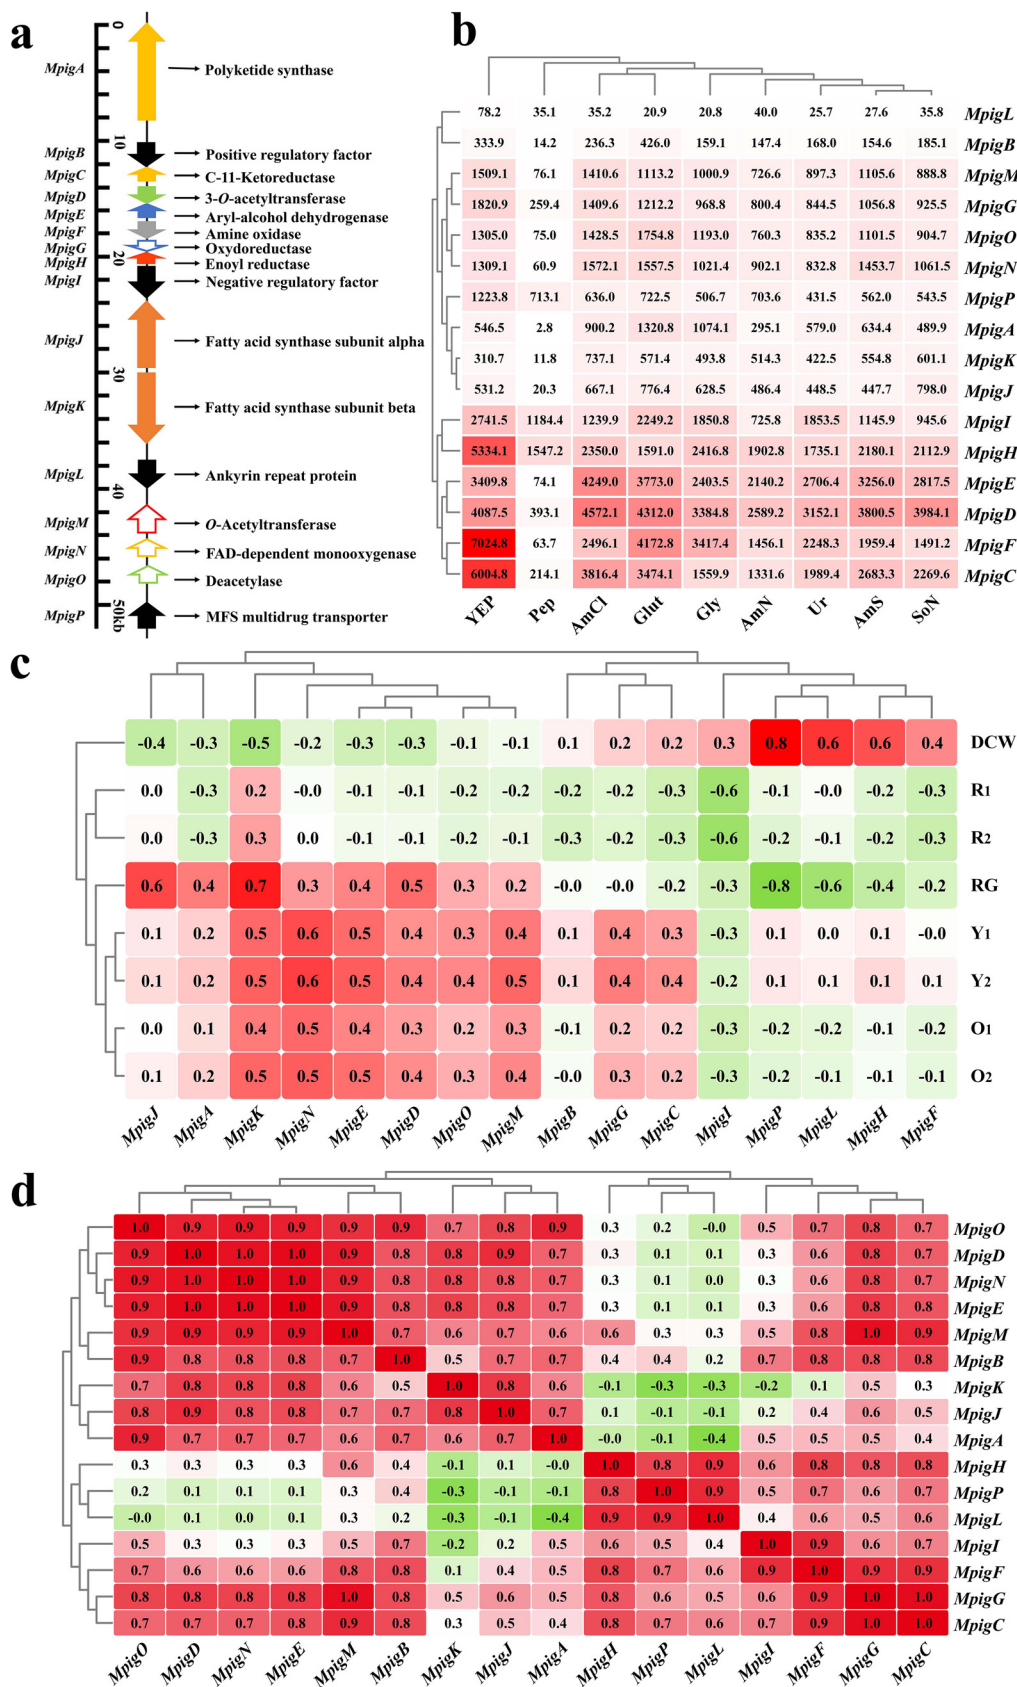 a
0
MpigA
Polyketide synthase
10
MpigB
Positive regulatory factor
MpigC
C-11-Ketoreductase
MpigD
3-O-acetyltransferase
MpigE
Aryl-alcohol dehydrogenase
MpigF
Amine oxidase
MpigG
Oxydoreductase
20
MpigH
Enoyl reductase
MpigI
Negative regulatory factor
MpigJ
Fatty acid synthase subunit alpha
30
MpigK
Fatty acid synthase subunit beta
MpigL
Ankyrin repeat protein
40
MpigM
O-Acetyltransferase
MpigN
FAD-dependent monooxygenase
MpigO
Deacetylase
50kb
MpigP
MFS multidrug transporter
b
78.2 35.1 35.2 20.9 20.8 40.0 25.7 27.6 35.8 MpigL
333.9 14.2 236.3 426.0 159.1 147.4 168.0 154.6 185.1 MpigB
1509.1 76.1 1410.6 1113.2 1000.9 726.6 897.3 1105.6 888.8 MpigM
1820.9 259.4 1409.6 1212.2 968.8 800.4 844.5 1056.8 925.5 MpigG
1305.0 75.0 1428.5 1754.8 1193.0 760.3 835.2 1101.5 904.7 MpigO
1309.1 60.9 1572.1 1557.5 1021.4 902.1 832.8 1453.7 1061.5 MpigN
1223.8 713.1 636.0 722.5 506.7 703.6 431.5 562.0 543.5 MpigP
546.5 2.8 900.2 1320.8 1074.1 295.1 579.0 634.4 489.9 MpigA
310.7 11.8 737.1 571.4 493.8 514.3 422.5 554.8 601.1 MpigK
531.2 20.3 667.1 776.4 628.5 486.4 448.5 447.7 798.0 MpigJ
2741.5 1184.4 1239.9 2249.2 1850.8 725.8 1853.5 1145.9 945.6 MpigI
5334.1 1547.2 2350.0 1591.0 2416.8 1902.8 1735.1 2180.1 2112.9 MpigH
3409.8 74.1 4249.0 3773.0 2403.5 2140.2 2706.4 3256.0 2817.5 MpigE
4087.5 393.1 4572.1 4312.0 3384.8 2589.2 3152.1 3800.5 3984.1 MpigD
7024.8 63.7 2496.1 4172.8 3417.4 1456.1 2248.3 1959.4 1491.2 MpigF
6004.8 214.1 3816.4 3474.1 1559.9 1331.6 1989.4 2683.3 2269.6 MpigC
YEP Pep AmCl Glut Gly AmN Ur AmS SoN
c
-0.4 -0.3 -0.5 -0.2 -0.3 -0.3 -0.1 -0.1 0.1 0.2 0.2 0.3 0.8 0.6 0.6 0.4 DCW
0.0 -0.3 0.2 -0.0 -0.1 -0.1 -0.2 -0.2 -0.2 -0.2 -0.3 -0.6 -0.1 -0.0 -0.2 -0.3 R1
0.0 -0.3 0.3 0.0 -0.1 -0.1 -0.2 -0.1 -0.3 -0.2 -0.3 -0.6 -0.2 -0.1 -0.2 -0.3 R2
0.6 0.4 0.7 0.3 0.4 0.5 0.3 0.2 -0.0 -0.0 -0.2 -0.3 -0.8 -0.6 -0.4 -0.2 RG
0.1 0.2 0.5 0.6 0.5 0.4 0.3 0.4 0.1 0.4 0.3 -0.3 0.1 0.0 0.1 -0.0 Y1
0.1 0.2 0.5 0.6 0.5 0.4 0.4 0.5 0.1 0.4 0.4 -0.2 0.1 0.1 0.1 0.1 Y2
0.0 0.1 0.4 0.5 0.4 0.3 0.2 0.3 -0.1 0.2 0.2 -0.3 -0.2 -0.2 -0.1 -0.2 O1
0.1 0.2 0.5 0.5 0.5 0.4 0.3 0.4 -0.0 0.3 0.2 -0.3 -0.2 -0.1 -0.1 -0.1 O2
MpigJ MpigA MpigK MpigN MpigE MpigD MpigO MpigM MpigB MpigG MpigC MpigI MpigP MpigL MpigH MpigF
d
1.0 0.9 0.9 0.9 0.9 0.9 0.7 0.8 0.9 0.3 0.2 -0.0 0.5 0.7 0.8 0.7 MpigO
0.9 1.0 1.0 1.0 0.9 0.8 0.8 0.9 0.7 0.3 0.1 0.1 0.3 0.6 0.8 0.7 MpigD
0.9 1.0 1.0 1.0 0.9 0.8 0.8 0.8 0.7 0.3 0.1 0.0 0.3 0.6 0.8 0.7 MpigN
0.9 1.0 1.0 1.0 0.9 0.8 0.8 0.8 0.7 0.3 0.1 0.1 0.3 0.6 0.8 0.8 MpigE
0.9 0.9 0.9 0.9 1.0 0.7 0.6 0.7 0.6 0.6 0.3 0.3 0.5 0.8 1.0 0.9 MpigM
0.9 0.8 0.8 0.8 0.7 1.0 0.5 0.7 0.7 0.4 0.4 0.2 0.7 0.8 0.8 0.8 MpigB
0.7 0.8 0.8 0.8 0.6 0.5 1.0 0.8 0.6 -0.1 -0.3 -0.3 -0.2 0.1 0.5 0.3 MpigK
0.8 0.9 0.8 0.8 0.7 0.7 0.8 1.0 0.7 0.1 -0.1 -0.1 0.2 0.4 0.6 0.5 MpigJ
0.9 0.7 0.7 0.7 0.6 0.7 0.6 0.7 1.0 -0.0 -0.1 -0.4 0.5 0.5 0.5 0.4 MpigA
0.3 0.3 0.3 0.3 0.6 0.4 -0.1 0.1 -0.0 1.0 0.8 0.9 0.6 0.8 0.8 0.8 MpigH
0.2 0.1 0.1 0.1 0.3 0.4 -0.3 -0.1 -0.1 0.8 1.0 0.9 0.5 0.7 0.6 0.7 MpigP
-0.0 0.1 0.0 0.1 0.3 0.2 -0.3 -0.1 -0.4 0.9 0.9 1.0 0.4 0.6 0.5 0.6 MpigL
0.5 0.3 0.3 0.3 0.5 0.7 -0.2 0.2 0.5 0.6 0.5 0.4 1.0 0.9 0.6 0.7 MpigI
0.7 0.6 0.6 0.6 0.8 0.8 0.1 0.4 0.5 0.8 0.7 0.6 0.9 1.0 0.9 0.9 MpigF
0.8 0.8 0.8 0.8 1.0 0.8 0.5 0.6 0.5 0.8 0.6 0.5 0.6 0.9 1.0 1.0 MpigG
0.7 0.7 0.7 0.8 0.9 0.8 0.3 0.5 0.4 0.8 0.7 0.6 0.7 0.9 1.0 1.0 MpigC
MpigO MpigD MpigN MpigE MpigM MpigB MpigK MpigJ MpigA MpigH MpigP MpigL MpigI MpigF MpigG MpigC